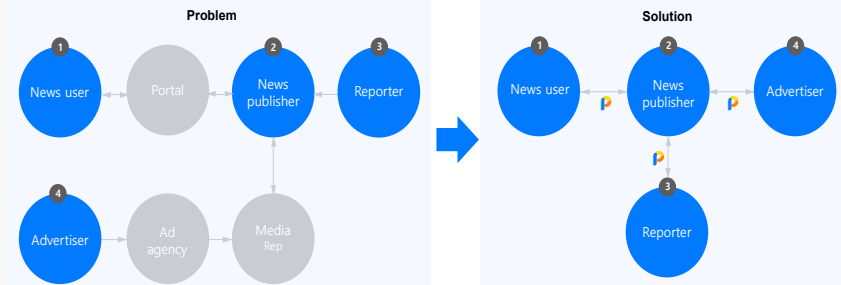 Problem
1
News user
Portal
2
News
publisher
3
Reporter
4
Advertiser
Ad
agency
Media
Rep
Solution
1
News user
2
News
publisher
4
Advertiser
3
Reporter